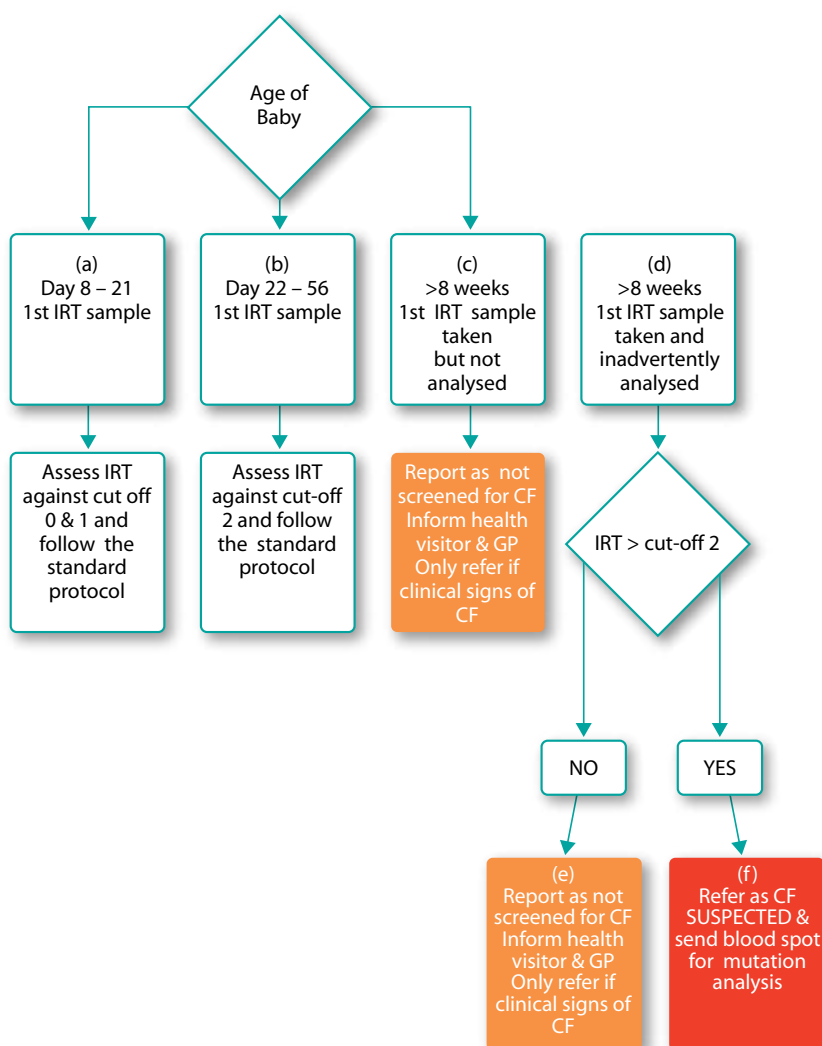 Age of
Baby
(a)
Day 8 – 21
1st IRT sample
(b)
Day 22 – 56
1st IRT sample
(c)
>8 weeks
1st IRT sample
taken
but not
analysed
(d)
>8 weeks
1st IRT sample
taken and
inadvertently
analysed
Assess IRT
against cut off
0 & 1 and
follow the
standard
protocol
Assess IRT
against cut-off
2 and follow
the standard
protocol
Report as not
screened for CF
Inform health
visitor & GP
Only refer if
clinical signs of
CF
IRT > cut-off 2
NO
YES
(e)
Report as not
screened for CF
Inform health
visitor & GP
Only refer if
clinical signs of
CF
(f)
Refer as CF
SUSPECTED &
send blood spot
for mutation
analysis